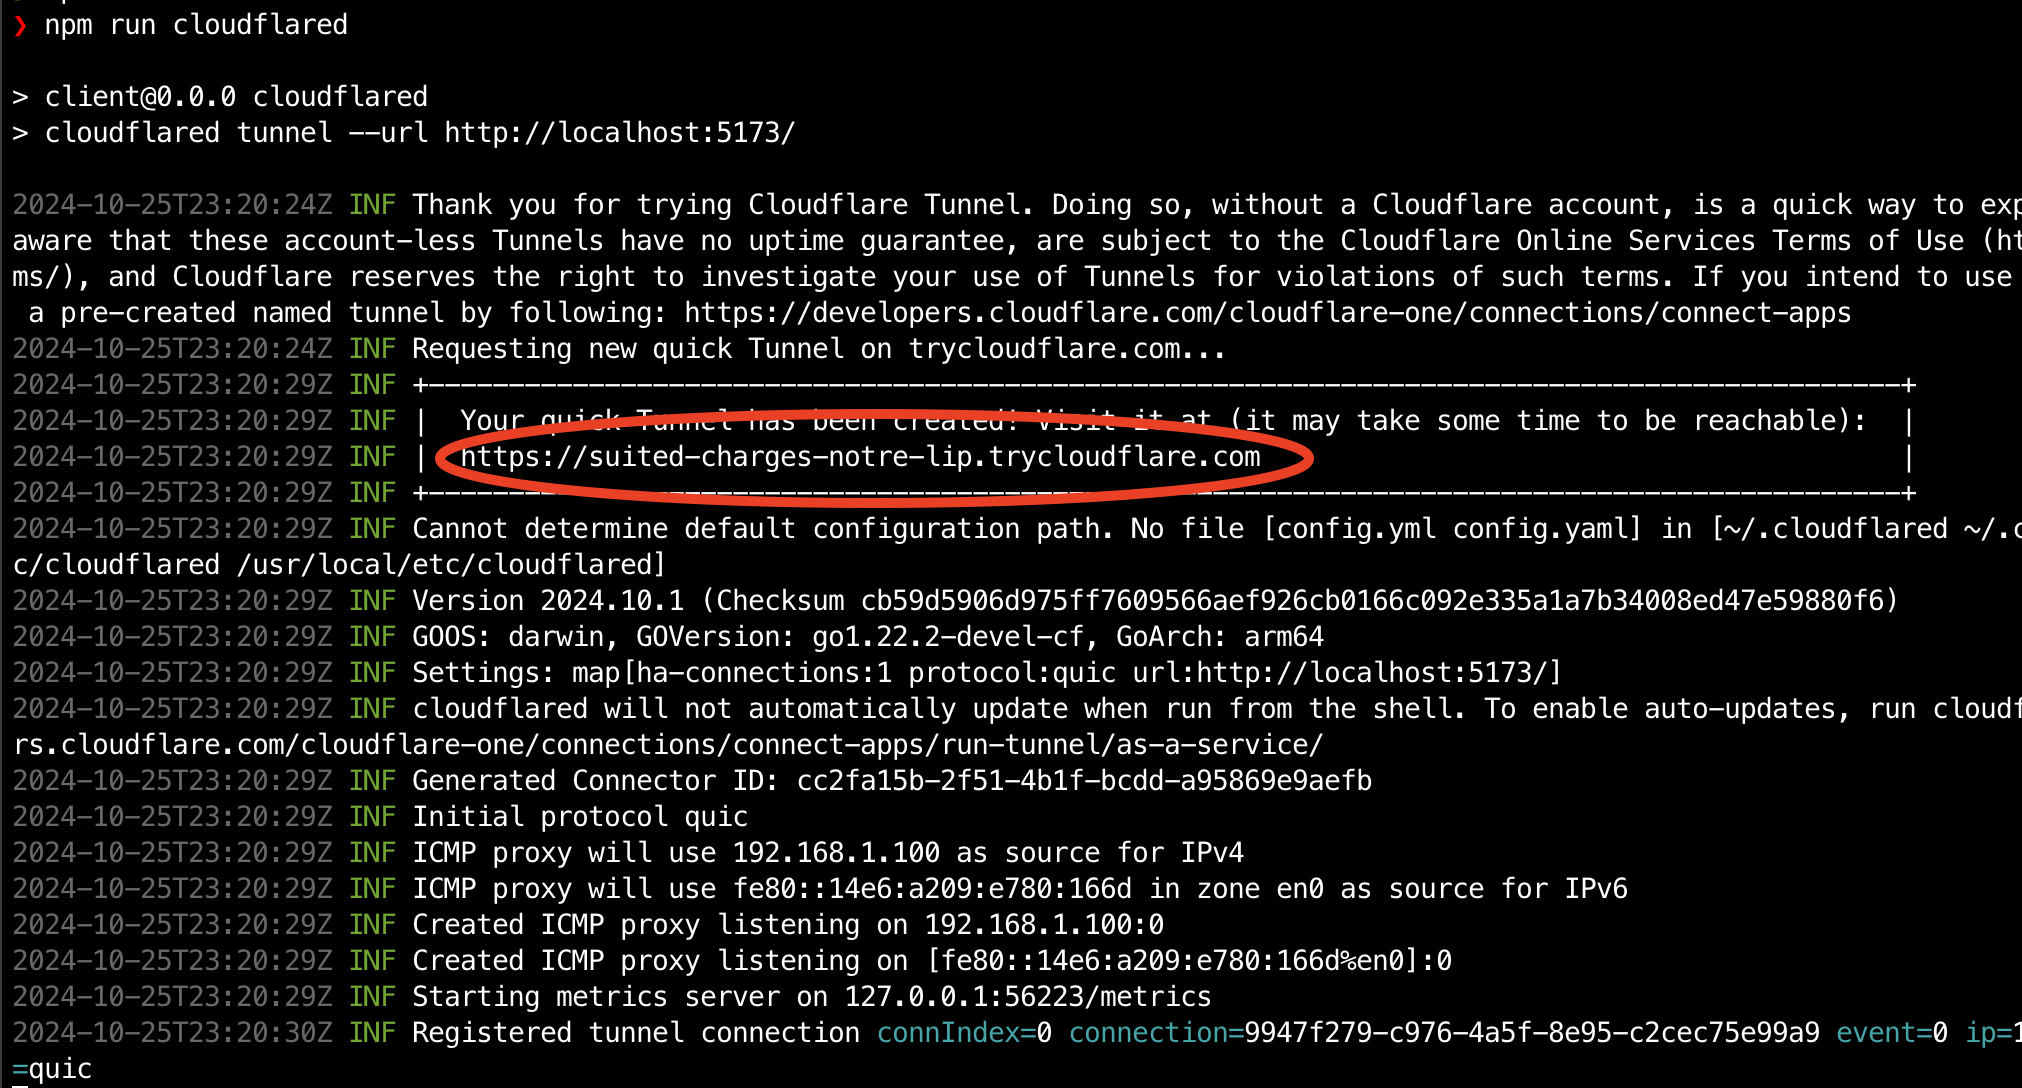 ❯ npm run cloudflared
> client@0.0.0 cloudflared
> cloudflared tunnel --url http://localhost:5173/
2024-10-25T23:20:24Z INF Thank you for trying Cloudflare Tunnel. Doing so, without a Cloudflare account, is a quick way to exp
aware that these account-less Tunnels have no uptime guarantee, are subject to the Cloudflare Online Services Terms of Use (ht
ms/), and Cloudflare reserves the right to investigate your use of Tunnels for violations of such terms. If you intend to use
a pre-created named tunnel by following: https://developers.cloudflare.com/cloudflare-one/connections/connect-apps
2024-10-25T23:20:24Z INF Requesting new quick Tunnel on trycloudflare.com...
2024-10-25T23:20:29Z INF +--------------------------------------------------------------------------------------------+
2024-10-25T23:20:29Z INF |  Your quick Tunnel has been created! Visit it at (it may take some time to be reachable):  |
2024-10-25T23:20:29Z INF |  https://suited-charges-notre-lip.trycloudflare.com                                        |
2024-10-25T23:20:29Z INF +--------------------------------------------------------------------------------------------+
2024-10-25T23:20:29Z INF Cannot determine default configuration path. No file [config.yml config.yaml] in [~/.cloudflared ~/.c
c/cloudflared /usr/local/etc/cloudflared]
2024-10-25T23:20:29Z INF Version 2024.10.1 (Checksum cb59d5906d975ff7609566aef926cb0166c092e335a1a7b34008ed47e59880f6)
2024-10-25T23:20:29Z INF GOOS: darwin, GOVersion: go1.22.2-devel-cf, GoArch: arm64
2024-10-25T23:20:29Z INF Settings: map[ha-connections:1 protocol:quic url:http://localhost:5173/]
2024-10-25T23:20:29Z INF cloudflared will not automatically update when run from the shell. To enable auto-updates, run cloudf
rs.cloudflare.com/cloudflare-one/connections/connect-apps/run-tunnel/as-a-service/
2024-10-25T23:20:29Z INF Generated Connector ID: cc2fa15b-2f51-4b1f-bcdd-a95869e9aefb
2024-10-25T23:20:29Z INF Initial protocol quic
2024-10-25T23:20:29Z INF ICMP proxy will use 192.168.1.100 as source for IPv4
2024-10-25T23:20:29Z INF ICMP proxy will use fe80::14e6:a209:e780:166d in zone en0 as source for IPv6
2024-10-25T23:20:29Z INF Created ICMP proxy listening on 192.168.1.100:0
2024-10-25T23:20:29Z INF Created ICMP proxy listening on [fe80::14e6:a209:e780:166d%en0]:0
2024-10-25T23:20:29Z INF Starting metrics server on 127.0.0.1:56223/metrics
2024-10-25T23:20:30Z INF Registered tunnel connection connIndex=0 connection=9947f279-c976-4a5f-8e95-c2cec75e99a9 event=0 ip=1
=quic